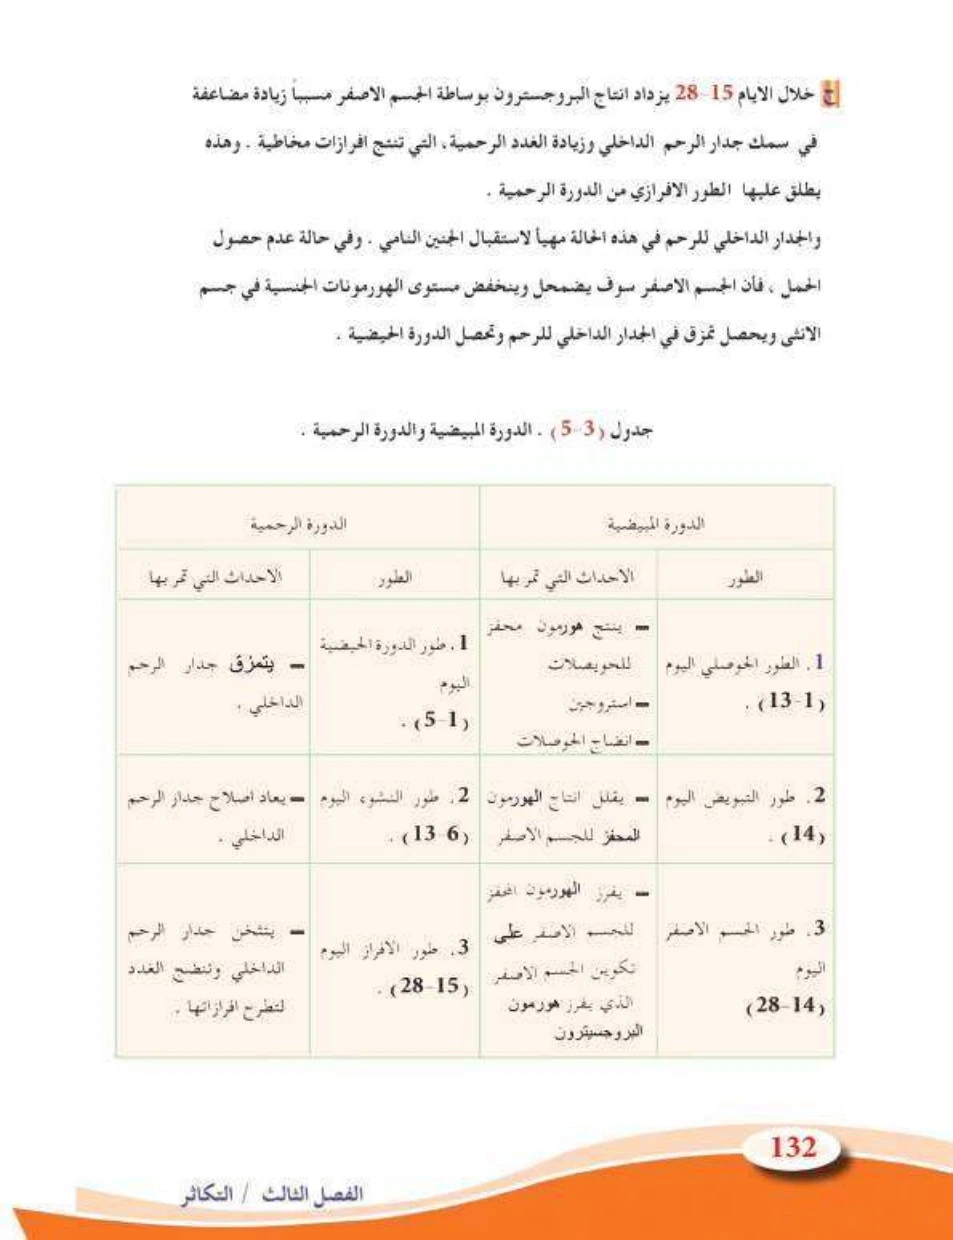 ج خلال الايام 15-28 يزداد انتاج البروجسترون بوساطة الجسم الاصفر مسبباً زيادة مضاعفة
في سمك جدار الرحم الداخلي وزيادة الغدد الرحمية، التي تنتج افرازات مخاطية . وهذه
يطلق عليها الطور الافرازي من الدورة الرحمية .
والجدار الداخلي للرحم في هذه الحالة مهيأ لاستقبال الجنين النامي . وفي حالة عدم حصول
الحمل ، فأن الجسم الاصفر سوف يضمحل وينخفض مستوى الهورمونات الجنسية في جسم
الانثى ويحصل تمزق في الجدار الداخلي للرحم وتحصل الدورة الحيضية .
جدول (3-5) . الدورة المبيضية والدورة الرحمية .
الدورة المبيضية
الدورة الرحمية
الطور
الاحداث التي تمر بها
الطور
الاحداث التي تمر بها
1. الطور الحوصلي اليوم
(1-13) .
– ينتج هورمون محفز
للحويصلات
– استروجين
– انضاج الحوصلات
1. طور الدورة الحيضية
اليوم
(1-5) .
– يتمزق جدار الرحم
الداخلي .
2. طور التبويض اليوم
(14) .
– يقلل انتاج الهورمون
المحفز للجسم الاصفر
2. طور النشوء اليوم
(6-13) .
– يعاد اصلاح جدار الرحم
الداخلي .
3. طور الجسم الاصفر
اليوم
(14-28)
– يفرز الهورمون المحفز
للجسم الاصفر على
تكوين الجسم الاصفر
الذي يفرز هورمون
البروجسيترون
3. طور الافراز اليوم
(15-28) .
– يتثخن جدار الرحم
الداخلي وتنضج الغدد
لتطرح افرازاتها .
132
الفصل الثالث / التكاثر